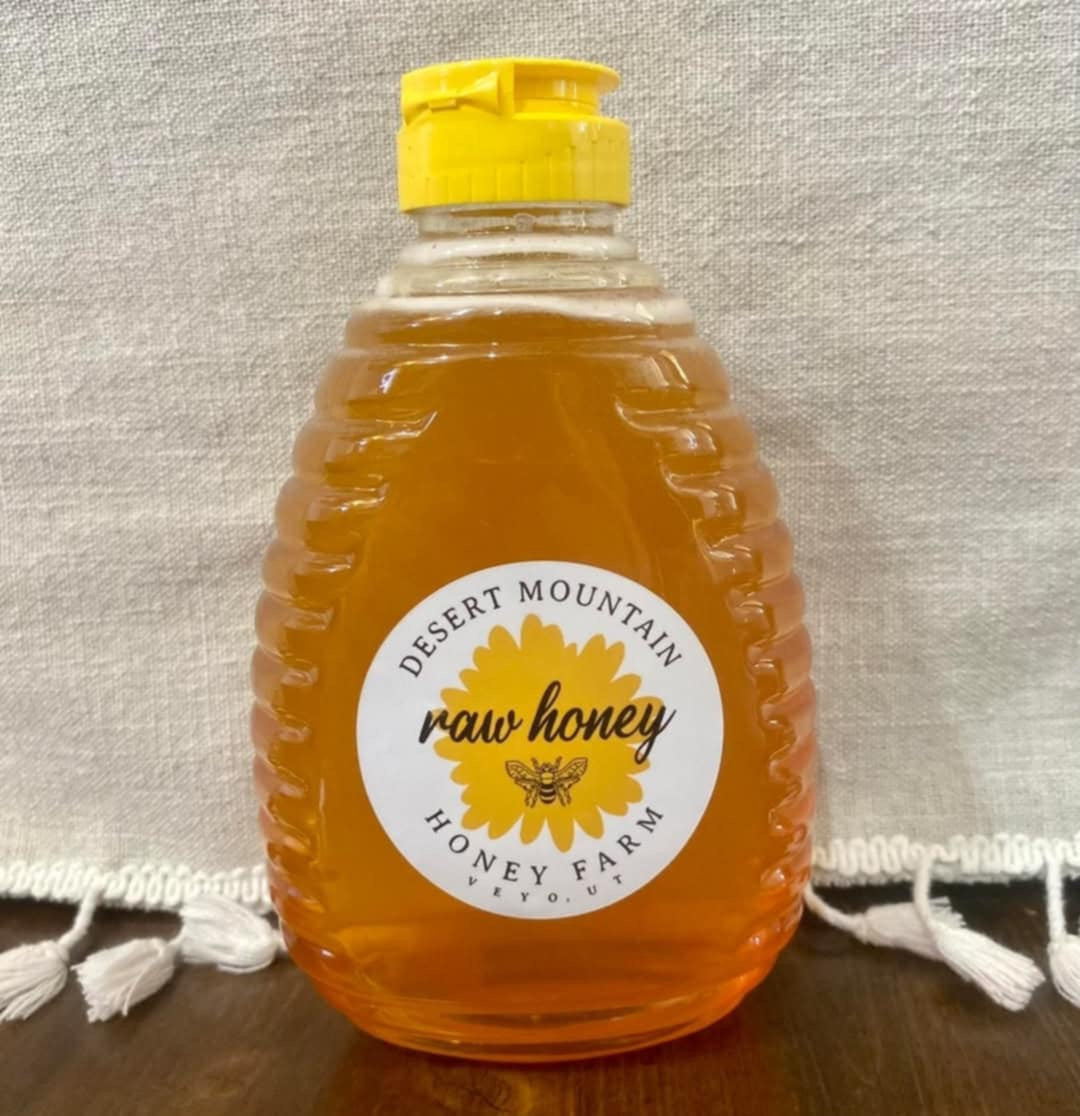 DESERT MOUNTAIN
raw honey
HONEY FARM
VEYO, UT